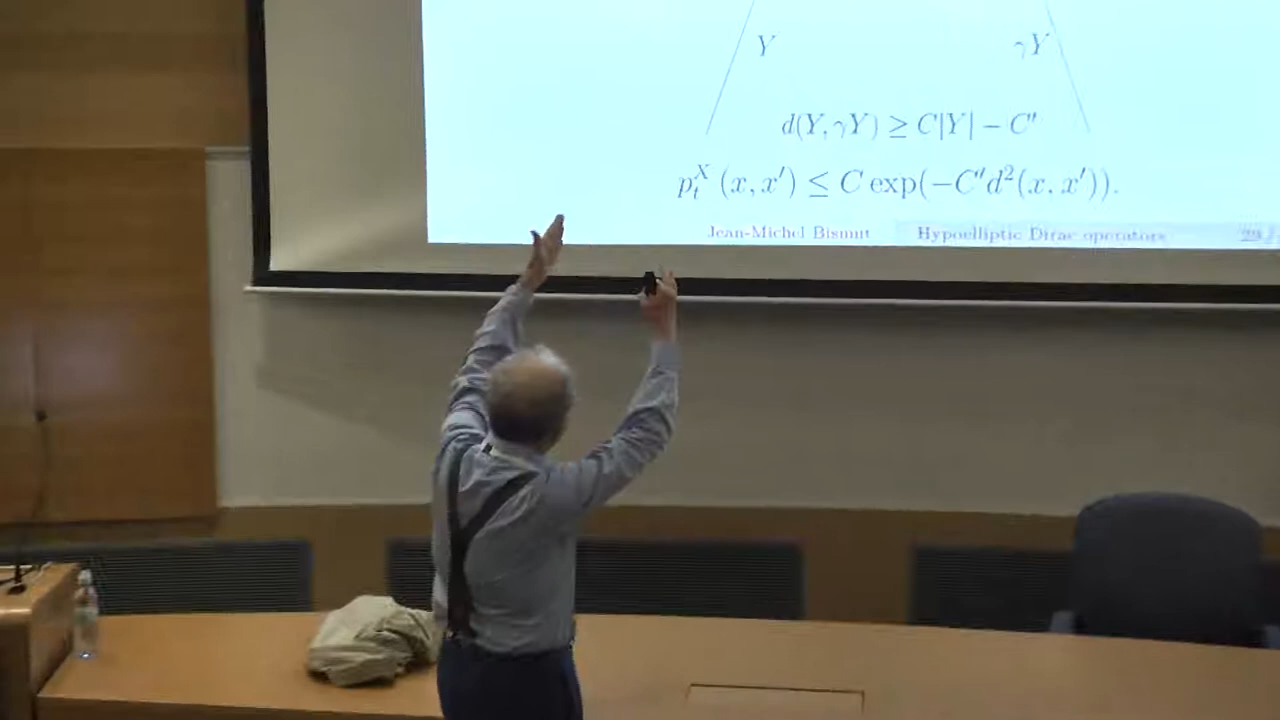 Y γY
d(Y, γY) ≥ C|Y| − C′
p_t^X (x, x′) ≤ C exp(−C′d²(x, x′)).
Jean-Michel Bismut Hypoelliptic Dirac operators